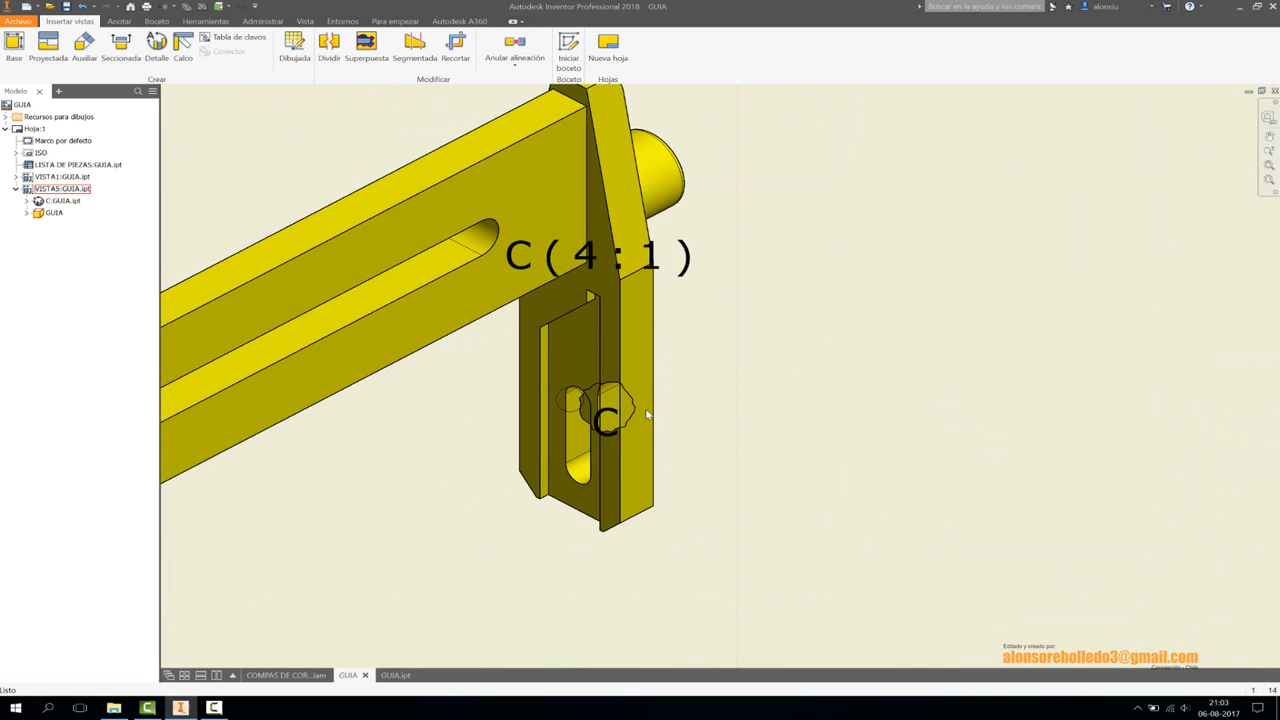 Autodesk Inventor Professional 2018   GUIA
Buscar en la ayuda y los comanc
alonsiu
Archivo
Insertar vistas
Anotar
Boceto
Herramientas
Administrar
Vista
Entornos
Para empezar
Autodesk A360
Base
Proyectada
Auxiliar
Seccionada
Detalle
Calco
Tabla de clavos
Conector
Dibujada
Dividir
Superpuesta
Segmentada
Recortar
Anular alineación
Iniciar
boceto
Nueva hoja
Crear
Modificar
Boceto
Hojas
Modelo
GUIA
Recursos para dibujos
Hoja:1
Marco por defecto
ISO
LISTA DE PIEZAS:GUIA.ipt
VISTA1:GUIA.ipt
VISTA5:GUIA.ipt
C:GUIA.ipt
GUIA
C ( 4 : 1 )
C
Editado y creado por:
alonsorebolledo3@gmail.com
Concepción - Chile
COMPAS DE COR...iam
GUIA
GUIA.ipt
Listo
1
14
21:03
06-08-2017